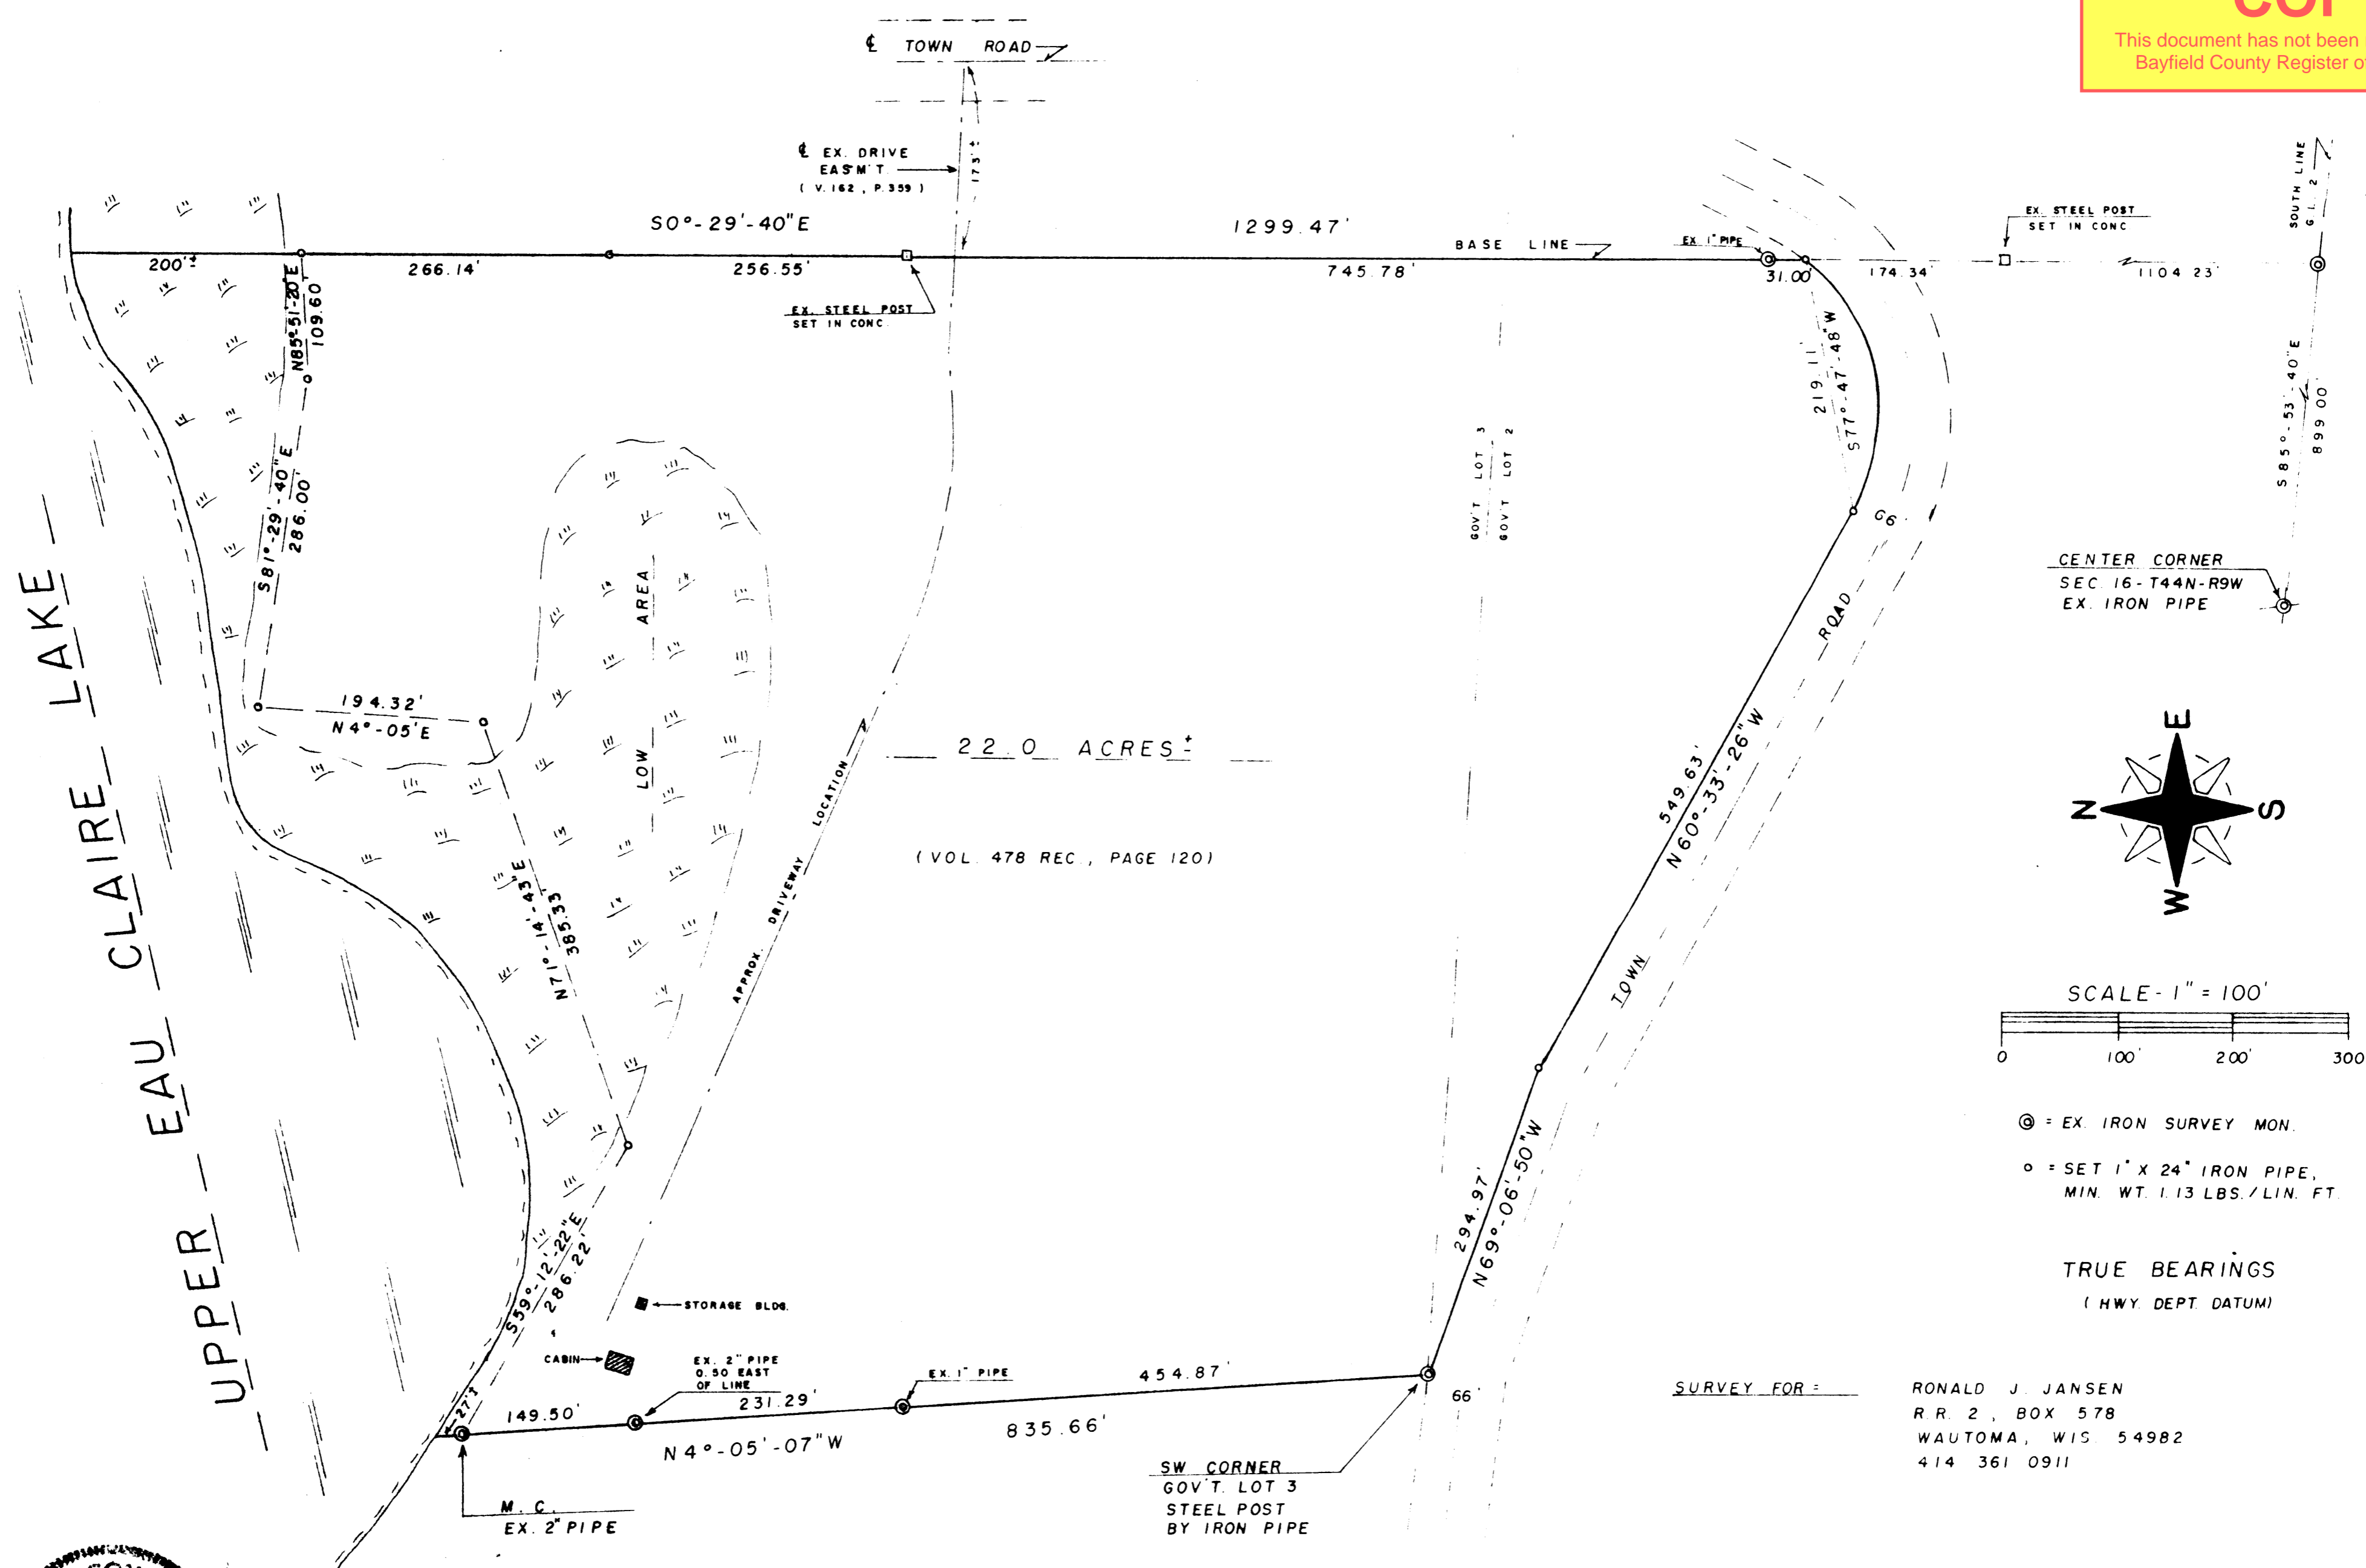 This document has not been
Bayfield County Register of
℄ TOWN ROAD
℄ EX. DRIVE
EASM'T.
( V. 162 , P. 359 )
173'±
S0°-29'-40"E
1299.47'
BASE LINE
EX. 1" PIPE
EX. STEEL POST
SET IN CONC.
SOUTH LINE
G.L. 2
200'±
266.14'
256.55'
745.78'
31.00'
174.34'
1104.23'
EX. STEEL POST
SET IN CONC.
N85°-51'-20"E
109.60'
S81°-29'-40"E
286.00'
194.32'
N4°-05'E
N71°-14'-43"E
385.33'
S59°-12'-22"E
286.22'
LOW AREA
APPROX. DRIVEWAY LOCATION
22.0 ACRES±
(VOL. 478 REC., PAGE 120)
GOV'T LOT 3
GOV'T LOT 2
219.11'
S77°-47'-48"W
66'
S85°-53'-40"E
899.00'
CENTER CORNER
SEC. 16-T44N-R9W
EX. IRON PIPE
549.63'
N60°-33'-26"W
TOWN ROAD
294.97'
N69°-06'-50"W
UPPER EAU CLAIRE LAKE
E
N
S
W
SCALE-1"=100'
0 100' 200' 300
= EX. IRON SURVEY MON.
= SET 1" X 24" IRON PIPE,
MIN. WT. 1.13 LBS./LIN. FT.
TRUE BEARINGS
( HWY. DEPT. DATUM)
STORAGE BLDG.
CABIN
EX. 2" PIPE
0.50 EAST
OF LINE
EX. 1" PIPE
27'±
149.50'
231.29'
454.87'
N4°-05'-07"W
835.66'
66'
M. C.
EX. 2" PIPE
SW CORNER
GOV'T. LOT 3
STEEL POST
BY IRON PIPE
SURVEY FOR =
RONALD J. JANSEN
R.R. 2 , BOX 578
WAUTOMA, WIS. 54982
414 361 0911